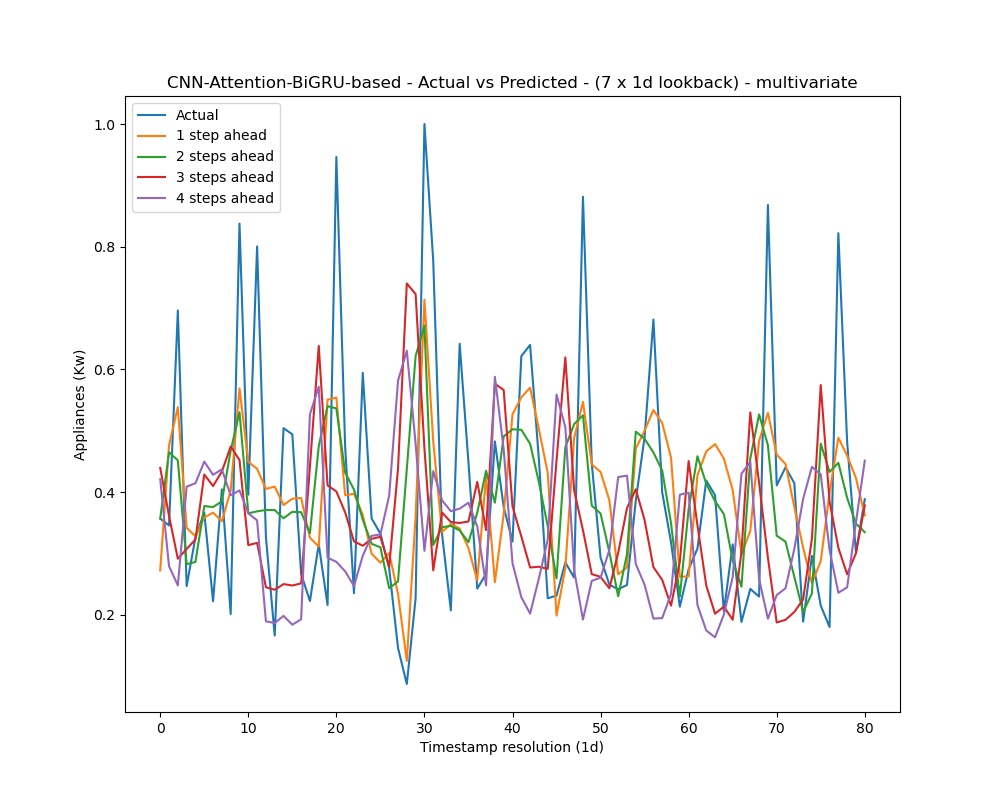 CNN-Attention-BiGRU-based - Actual vs Predicted - (7 x 1d lookback) - multivariate
Actual
1 step ahead
2 steps ahead
3 steps ahead
4 steps ahead
1.0
0.8
0.6
0.4
0.2
Appliances (Kw)
0 10 20 30 40 50 60 70 80
Timestamp resolution (1d)